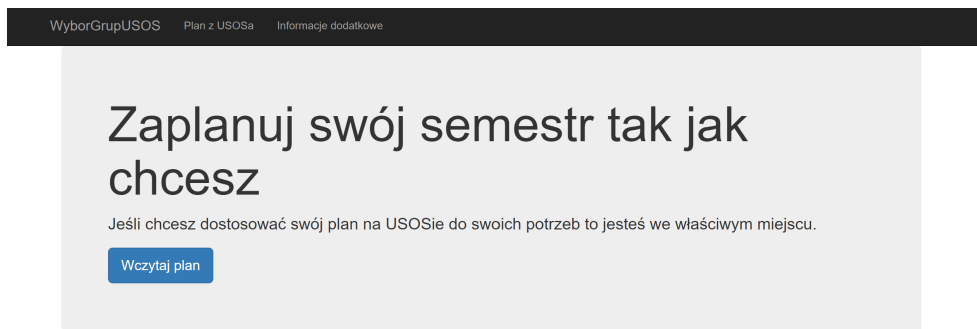 WyborGrupUSOS Plan z USOSa Informacje dodatkowe
Zaplanuj swój semestr tak jak
chcesz
Jeśli chcesz dostosować swój plan na USOSie do swoich potrzeb to jesteś we właściwym miejscu.
Wczytaj plan